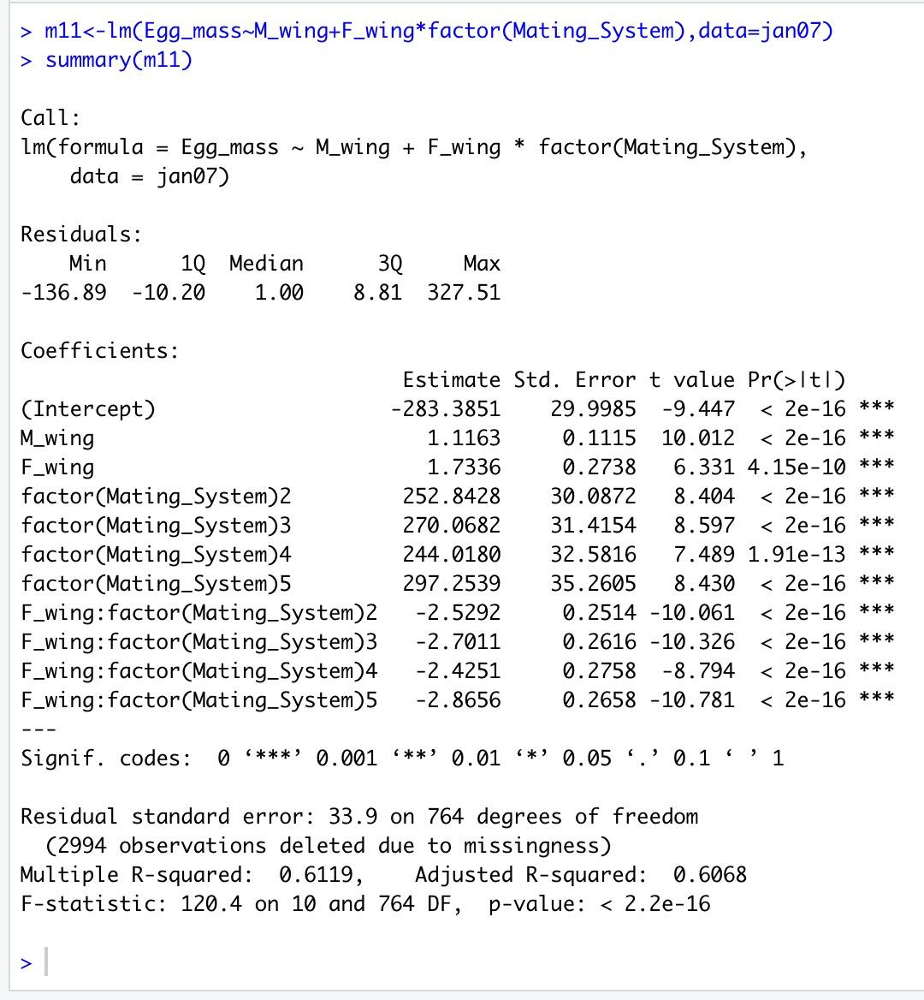 > m11<-lm(Egg_mass~M_wing+F_wing*factor(Mating_System),data=jan07)
> summary(m11)
Call:
lm(formula = Egg_mass ~ M_wing + F_wing * factor(Mating_System),
    data = jan07)
Residuals:
    Min      1Q  Median      3Q     Max
-136.89  -10.20    1.00    8.81  327.51
Coefficients:
                                Estimate Std. Error t value Pr(>|t|)
(Intercept)                    -283.3851    29.9985  -9.447  < 2e-16 ***
M_wing                            1.1163     0.1115  10.012  < 2e-16 ***
F_wing                            1.7336     0.2738   6.331 4.15e-10 ***
factor(Mating_System)2          252.8428    30.0872   8.404  < 2e-16 ***
factor(Mating_System)3          270.0682    31.4154   8.597  < 2e-16 ***
factor(Mating_System)4          244.0180    32.5816   7.489 1.91e-13 ***
factor(Mating_System)5          297.2539    35.2605   8.430  < 2e-16 ***
F_wing:factor(Mating_System)2    -2.5292     0.2514 -10.061  < 2e-16 ***
F_wing:factor(Mating_System)3    -2.7011     0.2616 -10.326  < 2e-16 ***
F_wing:factor(Mating_System)4    -2.4251     0.2758  -8.794  < 2e-16 ***
F_wing:factor(Mating_System)5    -2.8656     0.2658 -10.781  < 2e-16 ***
---
Signif. codes:  0 ‘***’ 0.001 ‘**’ 0.01 ‘*’ 0.05 ‘.’ 0.1 ‘ ’ 1
Residual standard error: 33.9 on 764 degrees of freedom
  (2994 observations deleted due to missingness)
Multiple R-squared:  0.6119,    Adjusted R-squared:  0.6068
F-statistic: 120.4 on 10 and 764 DF,  p-value: < 2.2e-16
>